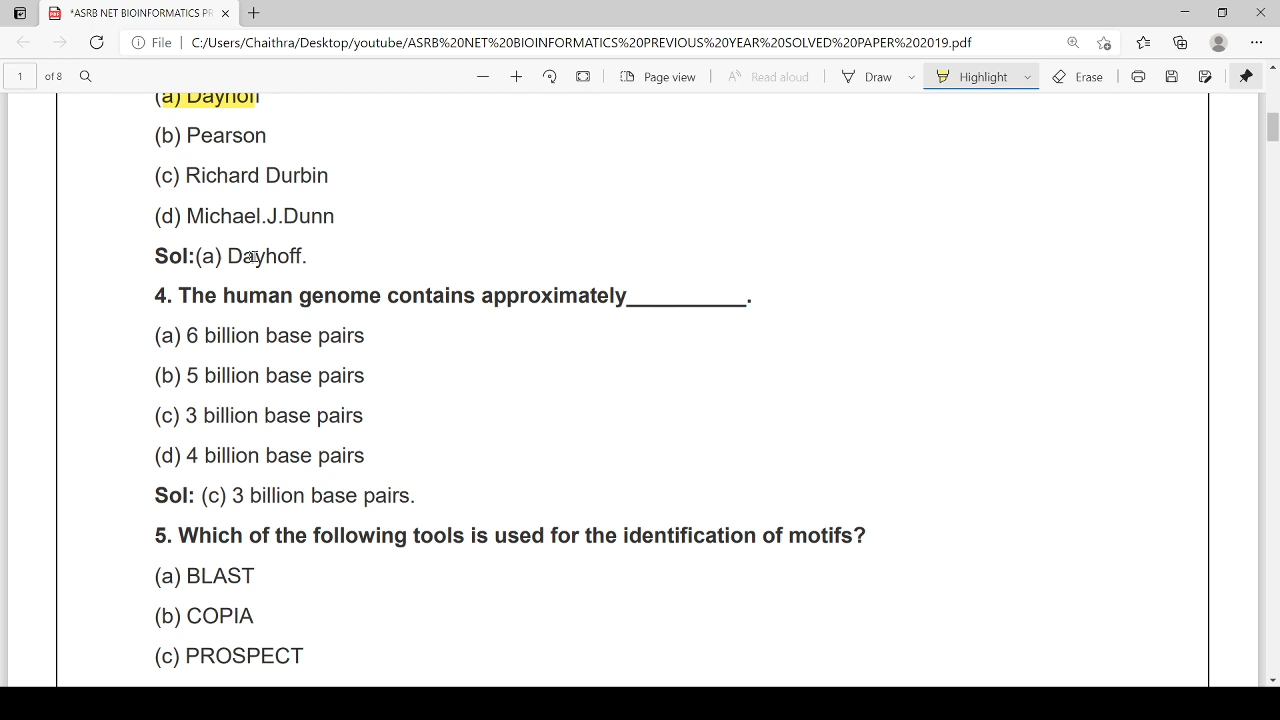 *ASRB NET BIOINFORMATICS PR
File
C:/Users/Chaithra/Desktop/youtube/ASRB%20NET%20BIOINFORMATICS%20PREVIOUS%20YEAR%20SOLVED%20PAPER%202019.pdf
1 of 8
Page view
Read aloud
Draw
Highlight
Erase
(a) Dayhoff
(b) Pearson
(c) Richard Durbin
(d) Michael.J.Dunn
Sol:(a) Dayhoff.
4. The human genome contains approximately__________.
(a) 6 billion base pairs
(b) 5 billion base pairs
(c) 3 billion base pairs
(d) 4 billion base pairs
Sol: (c) 3 billion base pairs.
5. Which of the following tools is used for the identification of motifs?
(a) BLAST
(b) COPIA
(c) PROSPECT